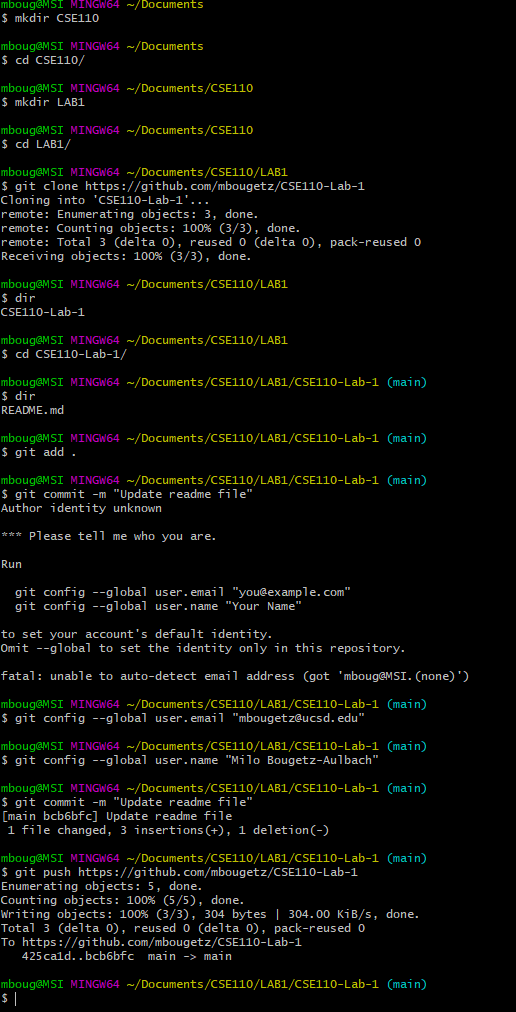 mboug@MSI MINGW64 ~/Documents
$ mkdir CSE110
mboug@MSI MINGW64 ~/Documents
$ cd CSE110/
mboug@MSI MINGW64 ~/Documents/CSE110
$ mkdir LAB1
mboug@MSI MINGW64 ~/Documents/CSE110
$ cd LAB1/
mboug@MSI MINGW64 ~/Documents/CSE110/LAB1
$ git clone https://github.com/mbougetz/CSE110-Lab-1
Cloning into 'CSE110-Lab-1'...
remote: Enumerating objects: 3, done.
remote: Counting objects: 100% (3/3), done.
remote: Total 3 (delta 0), reused 0 (delta 0), pack-reused 0
Receiving objects: 100% (3/3), done.
mboug@MSI MINGW64 ~/Documents/CSE110/LAB1
$ dir
CSE110-Lab-1
mboug@MSI MINGW64 ~/Documents/CSE110/LAB1
$ cd CSE110-Lab-1/
mboug@MSI MINGW64 ~/Documents/CSE110/LAB1/CSE110-Lab-1 (main)
$ dir
README.md
mboug@MSI MINGW64 ~/Documents/CSE110/LAB1/CSE110-Lab-1 (main)
$ git add .
mboug@MSI MINGW64 ~/Documents/CSE110/LAB1/CSE110-Lab-1 (main)
$ git commit -m "Update readme file"
Author identity unknown
*** Please tell me who you are.
Run
git config --global user.email "you@example.com"
git config --global user.name "Your Name"
to set your account's default identity.
Omit --global to set the identity only in this repository.
fatal: unable to auto-detect email address (got 'mboug@MSI.(none)')
mboug@MSI MINGW64 ~/Documents/CSE110/LAB1/CSE110-Lab-1 (main)
$ git config --global user.email "mbougetz@ucsd.edu"
mboug@MSI MINGW64 ~/Documents/CSE110/LAB1/CSE110-Lab-1 (main)
$ git config --global user.name "Milo Bougetz-Aulbach"
mboug@MSI MINGW64 ~/Documents/CSE110/LAB1/CSE110-Lab-1 (main)
$ git commit -m "Update readme file"
[main bcb6bfc] Update readme file
1 file changed, 3 insertions(+), 1 deletion(-)
mboug@MSI MINGW64 ~/Documents/CSE110/LAB1/CSE110-Lab-1 (main)
$ git push https://github.com/mbougetz/CSE110-Lab-1
Enumerating objects: 5, done.
Counting objects: 100% (5/5), done.
Writing objects: 100% (3/3), 304 bytes | 304.00 KiB/s, done.
Total 3 (delta 0), reused 0 (delta 0), pack-reused 0
To https://github.com/mbougetz/CSE110-Lab-1
425ca1d..bcb6bfc  main -> main
mboug@MSI MINGW64 ~/Documents/CSE110/LAB1/CSE110-Lab-1 (main)
$